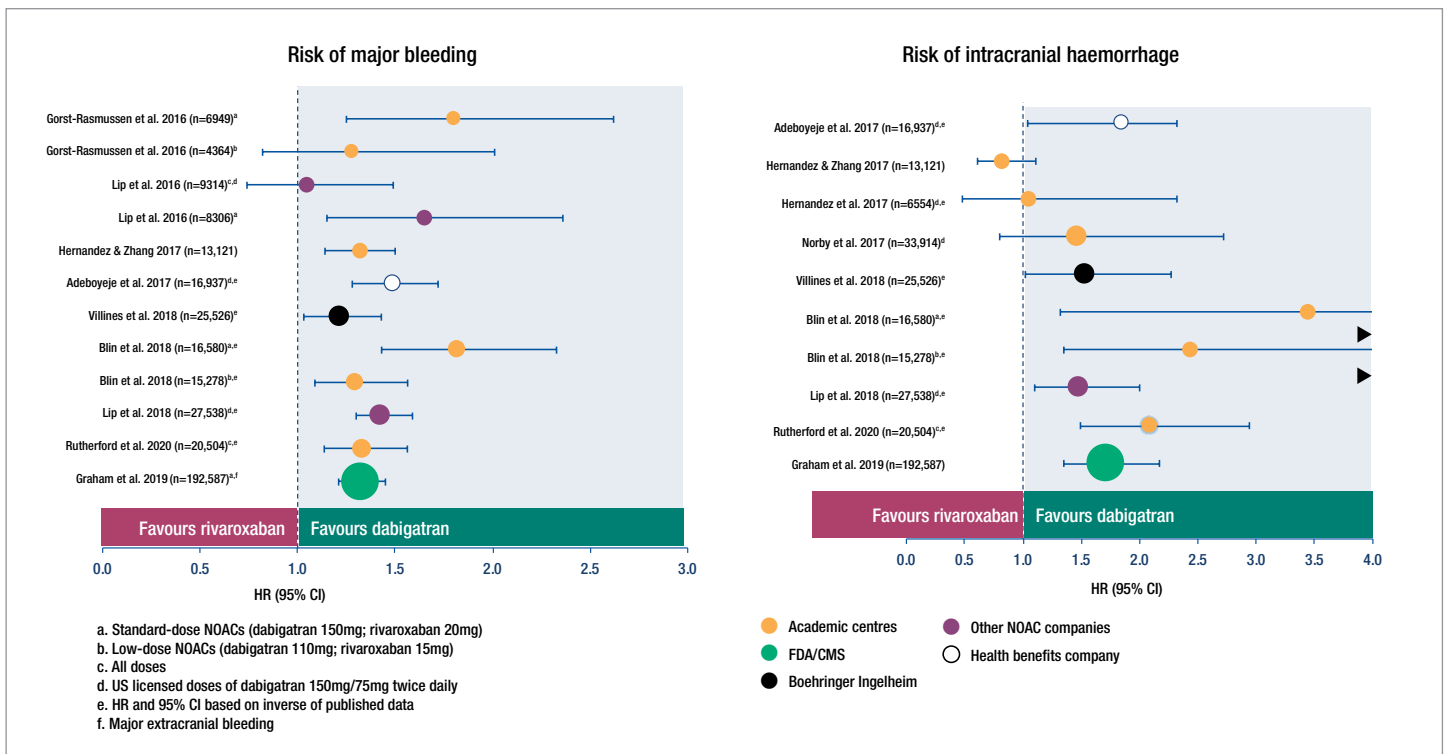 Risk of major bleeding
Gorst-Rasmussen et al. 2016 (n=6949)a
Gorst-Rasmussen et al. 2016 (n=4364)b
Lip et al. 2016 (n=9314)c,d
Lip et al. 2016 (n=8306)a
Hernandez & Zhang 2017 (n=13,121)
Adeboyeje et al. 2017 (n=16,937)d,e
Villines et al. 2018 (n=25,526)e
Blin et al. 2018 (n=16,580)a,e
Blin et al. 2018 (n=15,278)b,e
Lip et al. 2018 (n=27,538)d,e
Rutherford et al. 2020 (n=20,504)c,e
Graham et al. 2019 (n=192,587)a,f
Favours rivaroxaban Favours dabigatran
0.0 0.5 1.0 1.5 2.0 2.5 3.0
HR (95% CI)
a. Standard-dose NOACs (dabigatran 150mg; rivaroxaban 20mg)
b. Low-dose NOACs (dabigatran 110mg; rivaroxaban 15mg)
c. All doses
d. US licensed doses of dabigatran 150mg/75mg twice daily
e. HR and 95% CI based on inverse of published data
f. Major extracranial bleeding
Risk of intracranial haemorrhage
Adeboyeje et al. 2017 (n=16,937)d,e
Hernandez & Zhang 2017 (n=13,121)
Hernandez et al. 2017 (n=6554)d,e
Norby et al. 2017 (n=33,914)d
Villines et al. 2018 (n=25,526)e
Blin et al. 2018 (n=16,580)a,e
Blin et al. 2018 (n=15,278)b,e
Lip et al. 2018 (n=27,538)d,e
Rutherford et al. 2020 (n=20,504)c,e
Graham et al. 2019 (n=192,587)
Favours rivaroxaban Favours dabigatran
0.0 0.5 1.0 1.5 2.0 2.5 3.0 3.5 4.0
HR (95% CI)
Academic centres
FDA/CMS
Boehringer Ingelheim
Other NOAC companies
Health benefits company